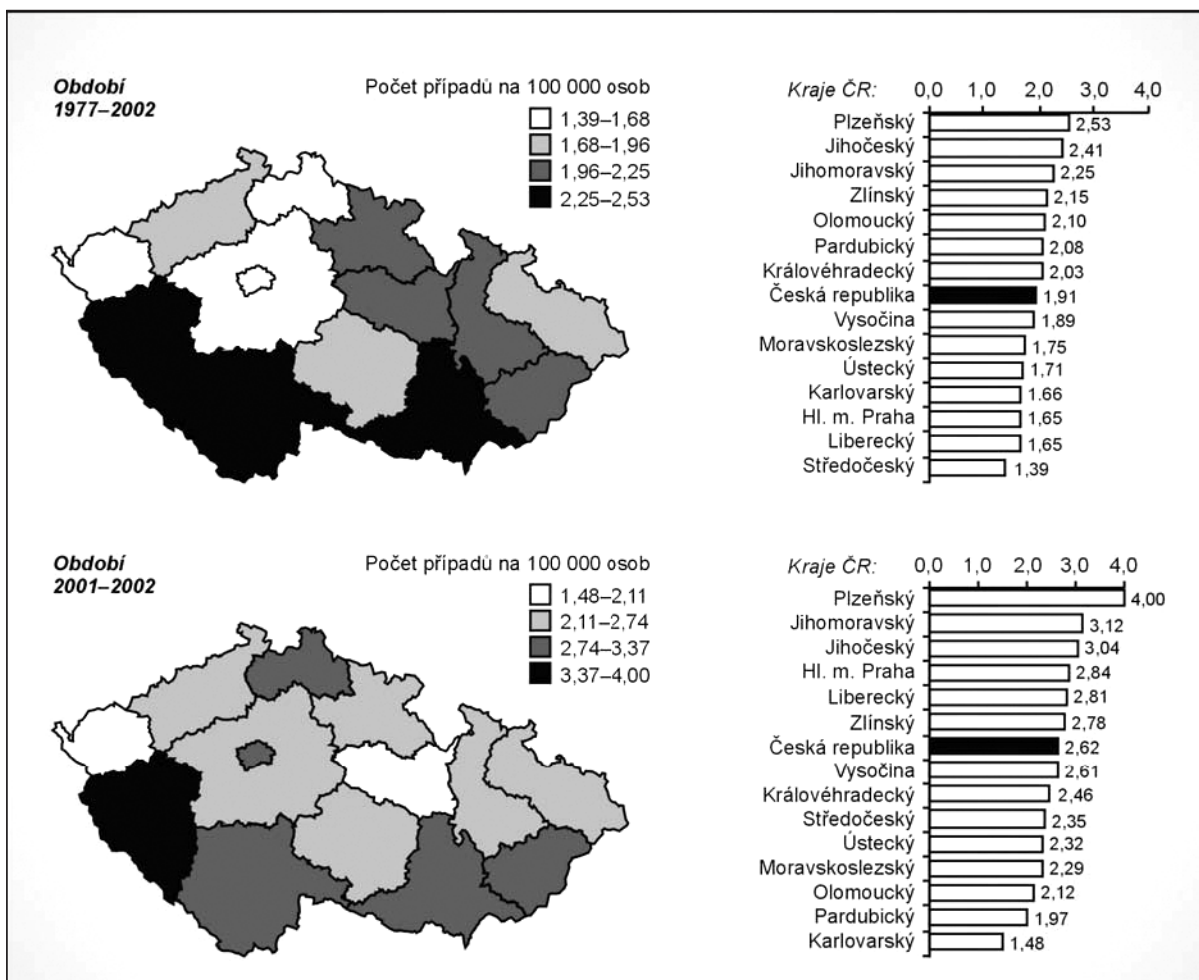 Období
1977–2002
Počet případů na 100 000 osob
1,39–1,68
1,68–1,96
1,96–2,25
2,25–2,53
Kraje ČR: 0,0 1,0 2,0 3,0 4,0
Plzeňský 2,53
Jihočeský 2,41
Jihomoravský 2,25
Zlínský 2,15
Olomoucký 2,10
Pardubický 2,08
Královéhradecký 2,03
Česká republika 1,91
Vysočina 1,89
Moravskoslezský 1,75
Ústecký 1,71
Karlovarský 1.66
Hl. m. Praha 1,65
Liberecký 1,65
Středočeský 1,39
Období
2001–2002
Počet případů na 100 000 osob
1,48–2,11
2,11–2,74
2,74–3,37
3,37–4,00
Kraje ČR: 0,0 1,0 2,0 3,0 4,0
Plzeňský 4,00
Jihomoravský 3,12
Jihočeský 3,04
Hl. m. Praha 2,84
Liberecký 2,81
Zlínský 2,78
Česká republika 2,62
Vysočina 2,61
Královéhradecký 2,46
Středočeský 2,35
Ústecký 2,32
Moravskoslezský 2,29
Olomoucký 2,12
Pardubický 1,97
Karlovarský 1,48